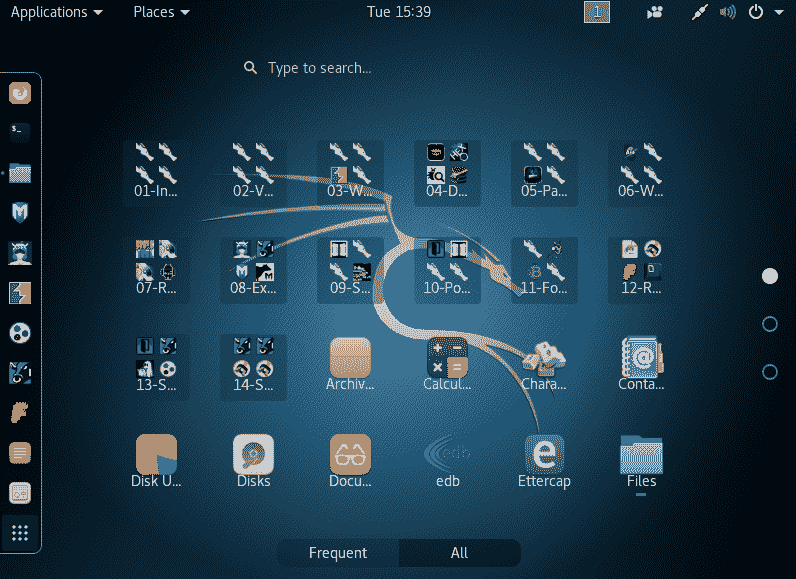 Applications Places Tue 15:39 1
Type to search...
01-In... 02-V... 03-W... 04-D... 05-Pa... 06-W...
07-R... 08-Ex... 09-S... 10-Po... 11-Fo... 12-R...
13-S... 14-S... Archiv... Calcul... Chara... Conta...
edb
Disk U... Disks Docu... edb Ettercap Files
Frequent All